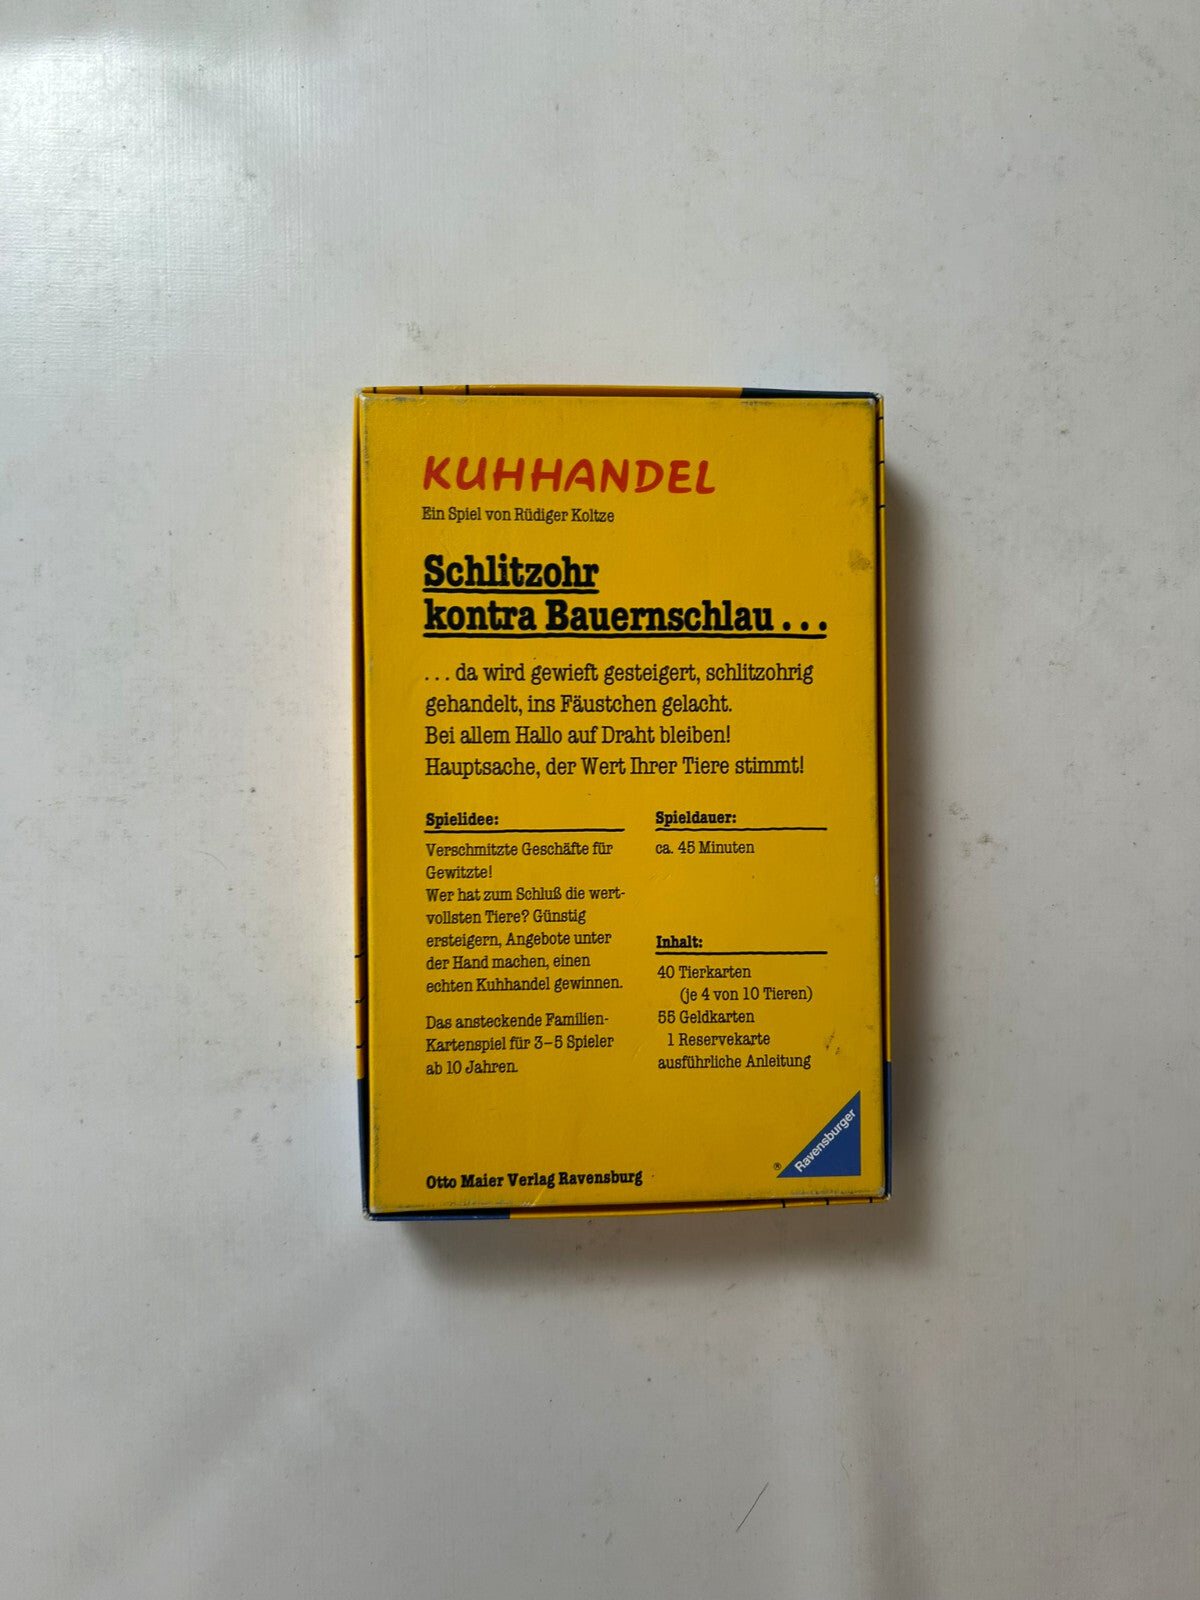 KUHHANDEL
Ein Spiel von Rüdiger Koltze
Schlitzohr
kontra Bauernschlau . . .
. . . da wird gewieft gesteigert, schlitzohrig
gehandelt, ins Fäustchen gelacht.
Bei allem Hallo auf Draht bleiben!
Hauptsache, der Wert Ihrer Tiere stimmt!
Spielidee:
Verschmitzte Geschäfte für
Gewitzte!
Wer hat zum Schluß die wert-
vollsten Tiere? Günstig
ersteigern, Angebote unter
der Hand machen, einen
echten Kuhhandel gewinnen.
Das ansteckende Familien-
Kartenspiel für 3–5 Spieler
ab 10 Jahren.
Spieldauer:
ca. 45 Minuten
Inhalt:
40 Tierkarten
(je 4 von 10 Tieren)
55 Geldkarten
1 Reservekarte
ausführliche Anleitung
Otto Maier Verlag Ravensburg
® Ravensburger